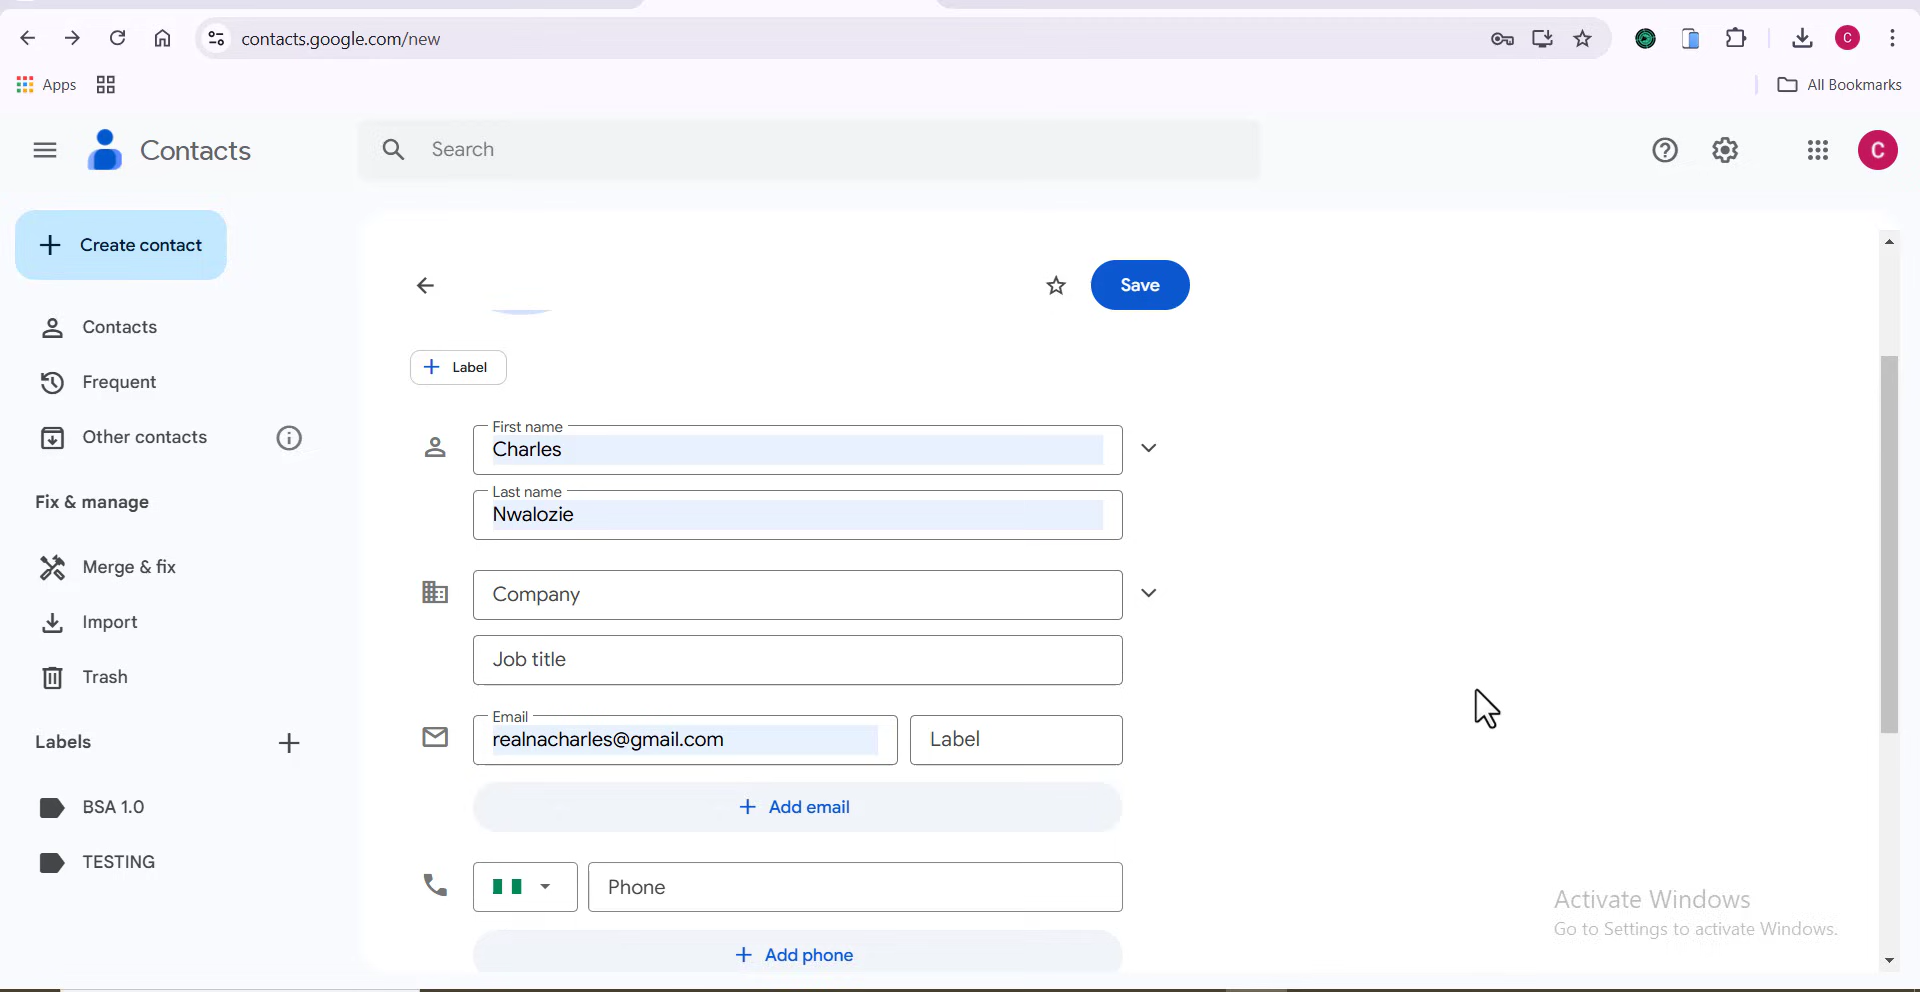 contacts.google.com/new
C
Apps
All Bookmarks
Contacts
Search
C
Create contact
Save
Contacts
Label
Frequent
First name
Charles
Other contacts
Last name
Nwalozie
Fix & manage
Merge & fix
Company
Import
Job title
Trash
Email
realnacharles@gmail.com
Label
Labels
BSA 1.0
Add email
TESTING
Phone
Activate Windows
Go to Settings to activate Windows.
Add phone